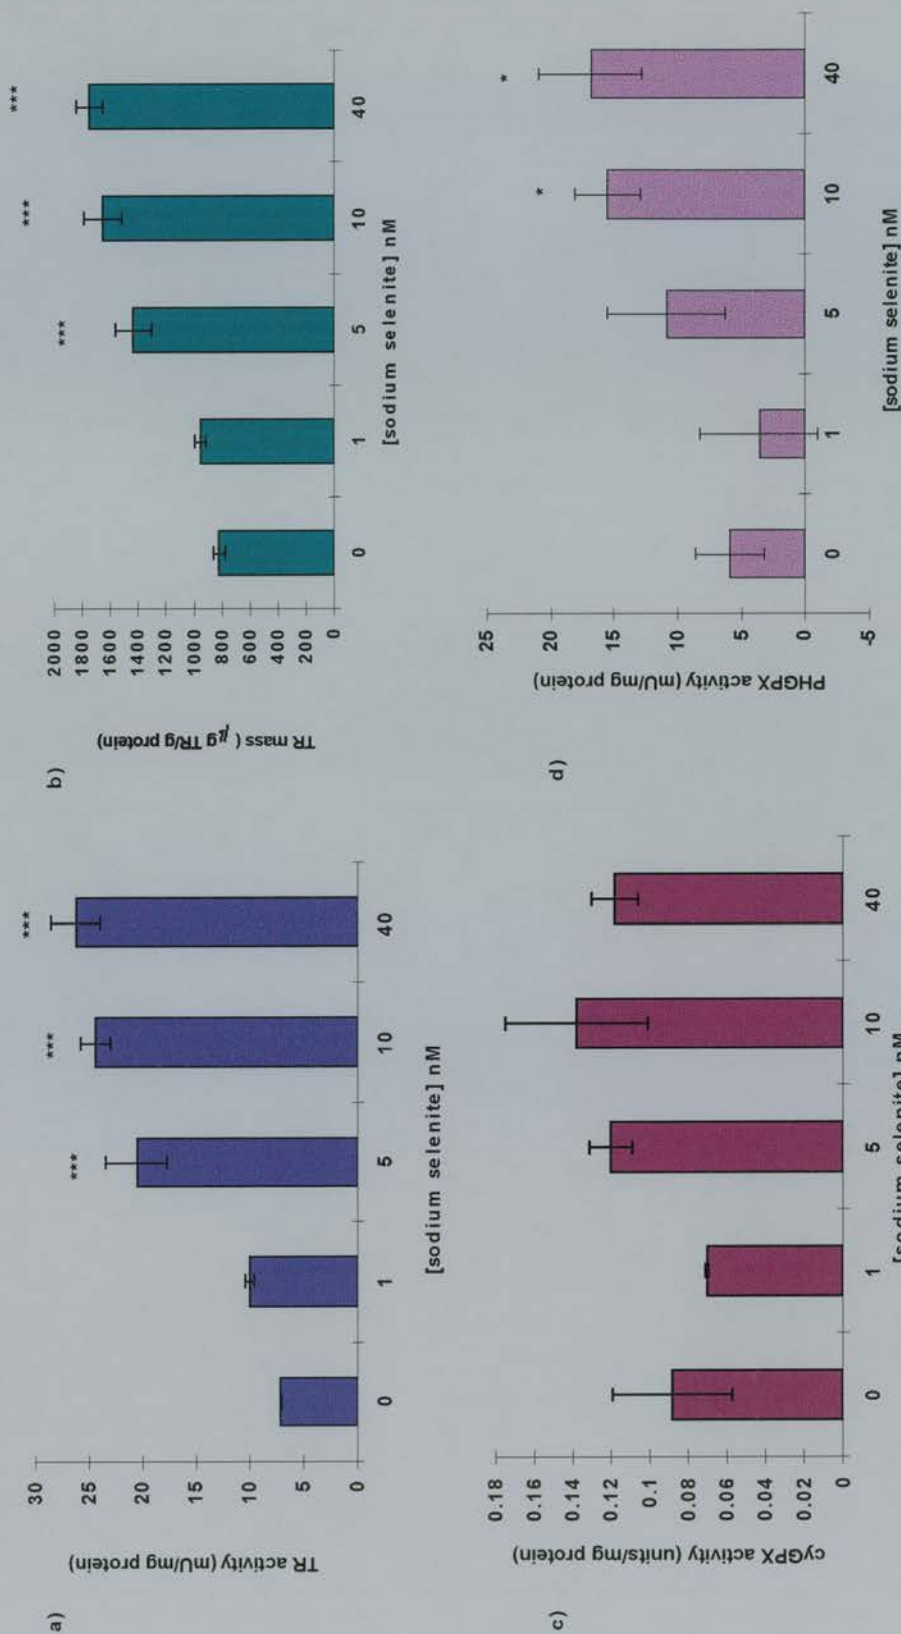 a)
TR activity (mU/mg protein)
30
25
20
15
10
5
0
***
***
***
0 1 5 10 40
[sodium selenite] nM
b)
TR mass ( µg TR/g protein)
2000
1800
1600
1400
1200
1000
800
600
400
200
0
***
***
***
0 1 5 10 40
[sodium selenite] nM
c)
cyGPX activity (units/mg protein)
0.18
0.16
0.14
0.12
0.1
0.08
0.06
0.04
0.02
0
0 1 5 10 40
[sodium selenite] nM
d)
PHGPX activity (mU/mg protein)
25
20
15
10
5
0
-5
*
*
0 1 5 10 40
[sodium selenite] nM